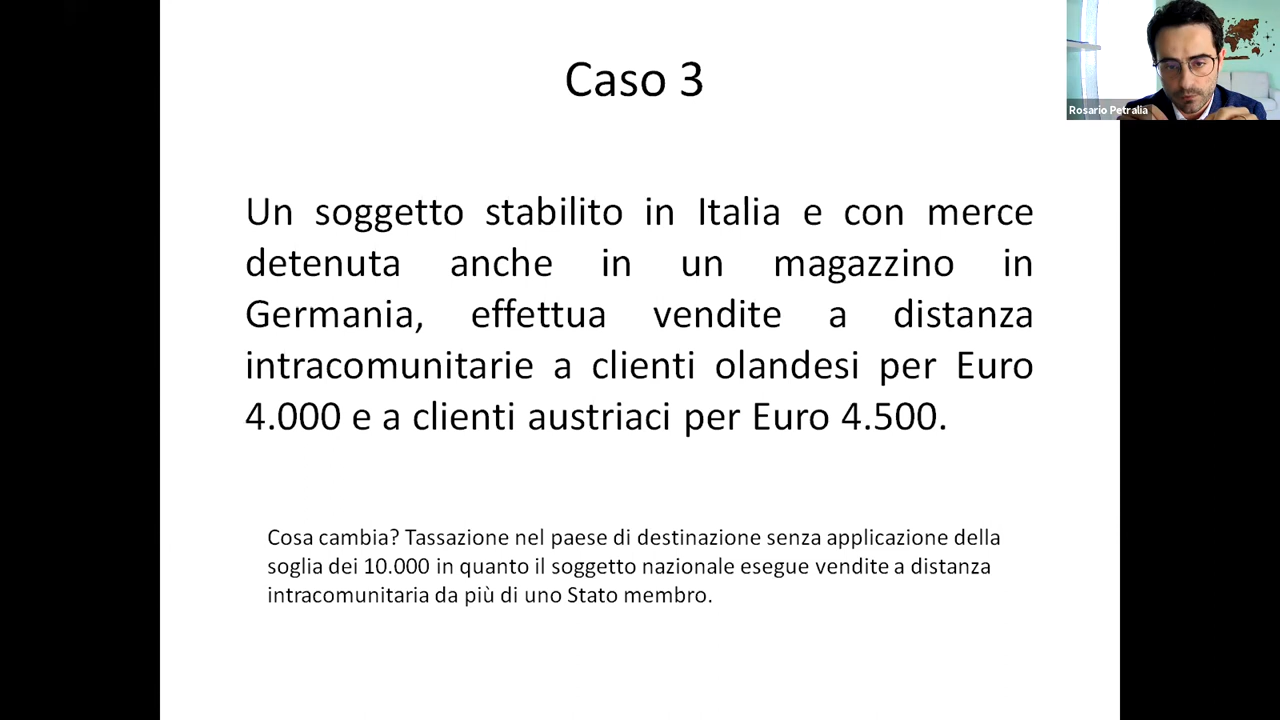 Caso 3
Rosario Petralia
Un soggetto stabilito in Italia e con merce
detenuta anche in un magazzino in
Germania, effettua vendite a distanza
intracomunitarie a clienti olandesi per Euro
4.000 e a clienti austriaci per Euro 4.500.
Cosa cambia? Tassazione nel paese di destinazione senza applicazione della
soglia dei 10.000 in quanto il soggetto nazionale esegue vendite a distanza
intracomunitaria da più di uno Stato membro.